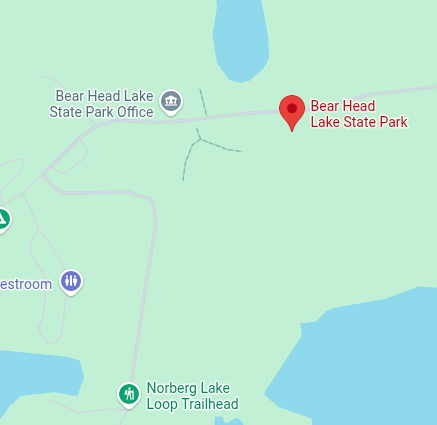 Bear Head Lake
State Park Office
Bear Head
Lake State Park
estroom
Norberg Lake
Loop Trailhead